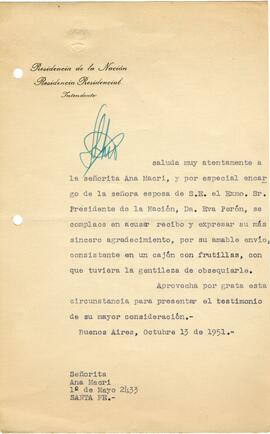 Presidencia de la Nación
Residencia Presidencial
Intendente
saluda muy atentamente a
la señorita Ana Macri, y por especial encar
go de la señora esposa de S.E. el Exmo. Sr.
Presidente de la Nación, Da. Eva Perón, se
complace en acusar recibo y expresar su más
sincero agradecimiento, por su amable envío,
consistente en un cajón con frutillas, con
que tuviera la gentileza de obsequiarle.
Aprovecha por grata esta
circunstancia para presentar el testimonio
de su mayor consideración.-
Buenos Aires, Octubre 13 de 1951.-
Señorita
Ana Macri
1º de Mayo 2433
SANTA FE.-